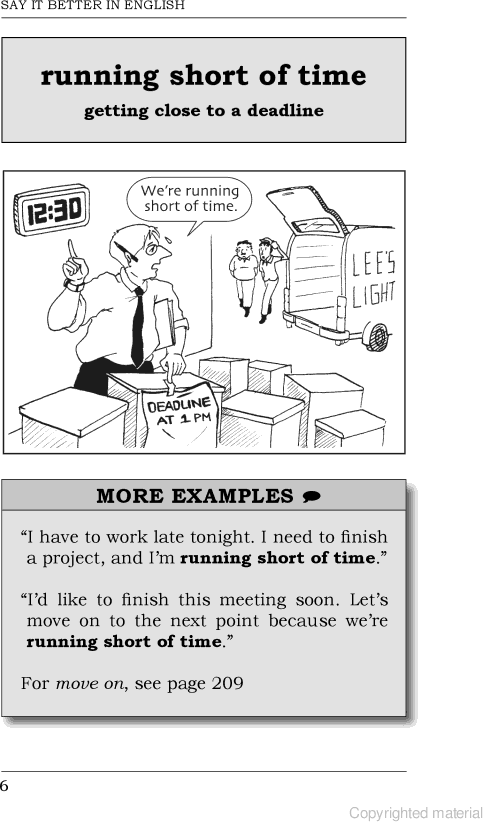 SAY IT BETTER IN ENGLISH
running short of time
getting close to a deadline
12:30
We're running
short of time.
LEE'S
LIGHT
DEADLINE
AT 1 PM
MORE EXAMPLES
“I have to work late tonight. I need to finish
a project, and I'm running short of time.”
“I'd like to finish this meeting soon. Let's
move on to the next point because we're
running short of time.”
For move on, see page 209
6
Copyrighted material